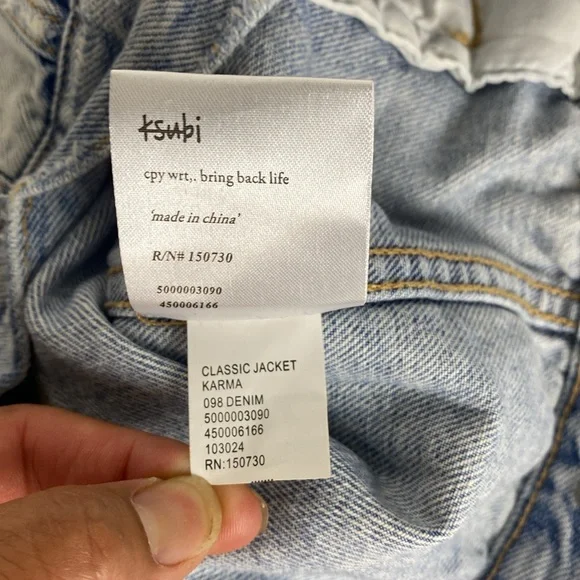 ksubi
cpy wrt,. bring back life
'made in china'
R/N# 150730
5000003090
450006166
CLASSIC JACKET
KARMA
098 DENIM
5000003090
450006166
103024
RN:150730